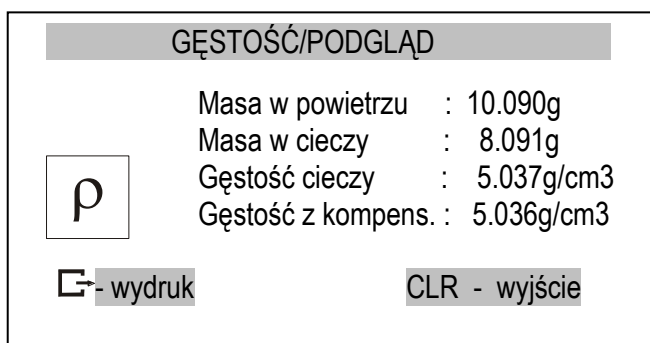 GĘSTOŚĆ/PODGLĄD
Masa w powietrzu : 10.090g
Masa w cieczy : 8.091g
Gęstość cieczy : 5.037g/cm3
Gęstość z kompens. : 5.036g/cm3
ρ
- wydruk CLR - wyjście